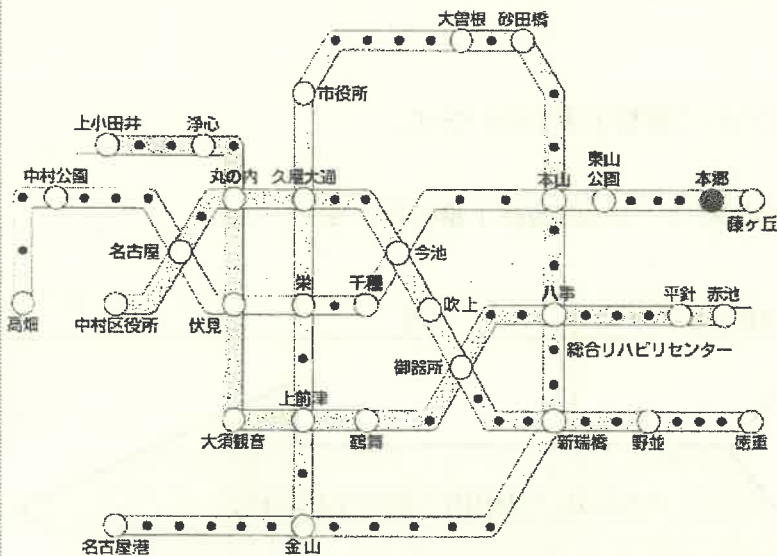 大曽根 砂田橋
市役所
上小田井 浄心
中村公園 丸の内 久屋大通 本山 東山
公園 本郷
藤ヶ丘
名古屋 今池
高畑 中村区役所 伏見 栄 千種 吹上 八事 平針 赤池
総合リハビリセンター
御器所
上前津
大須観音 鶴舞 新瑞橋 野並 徳重
名古屋港 金山